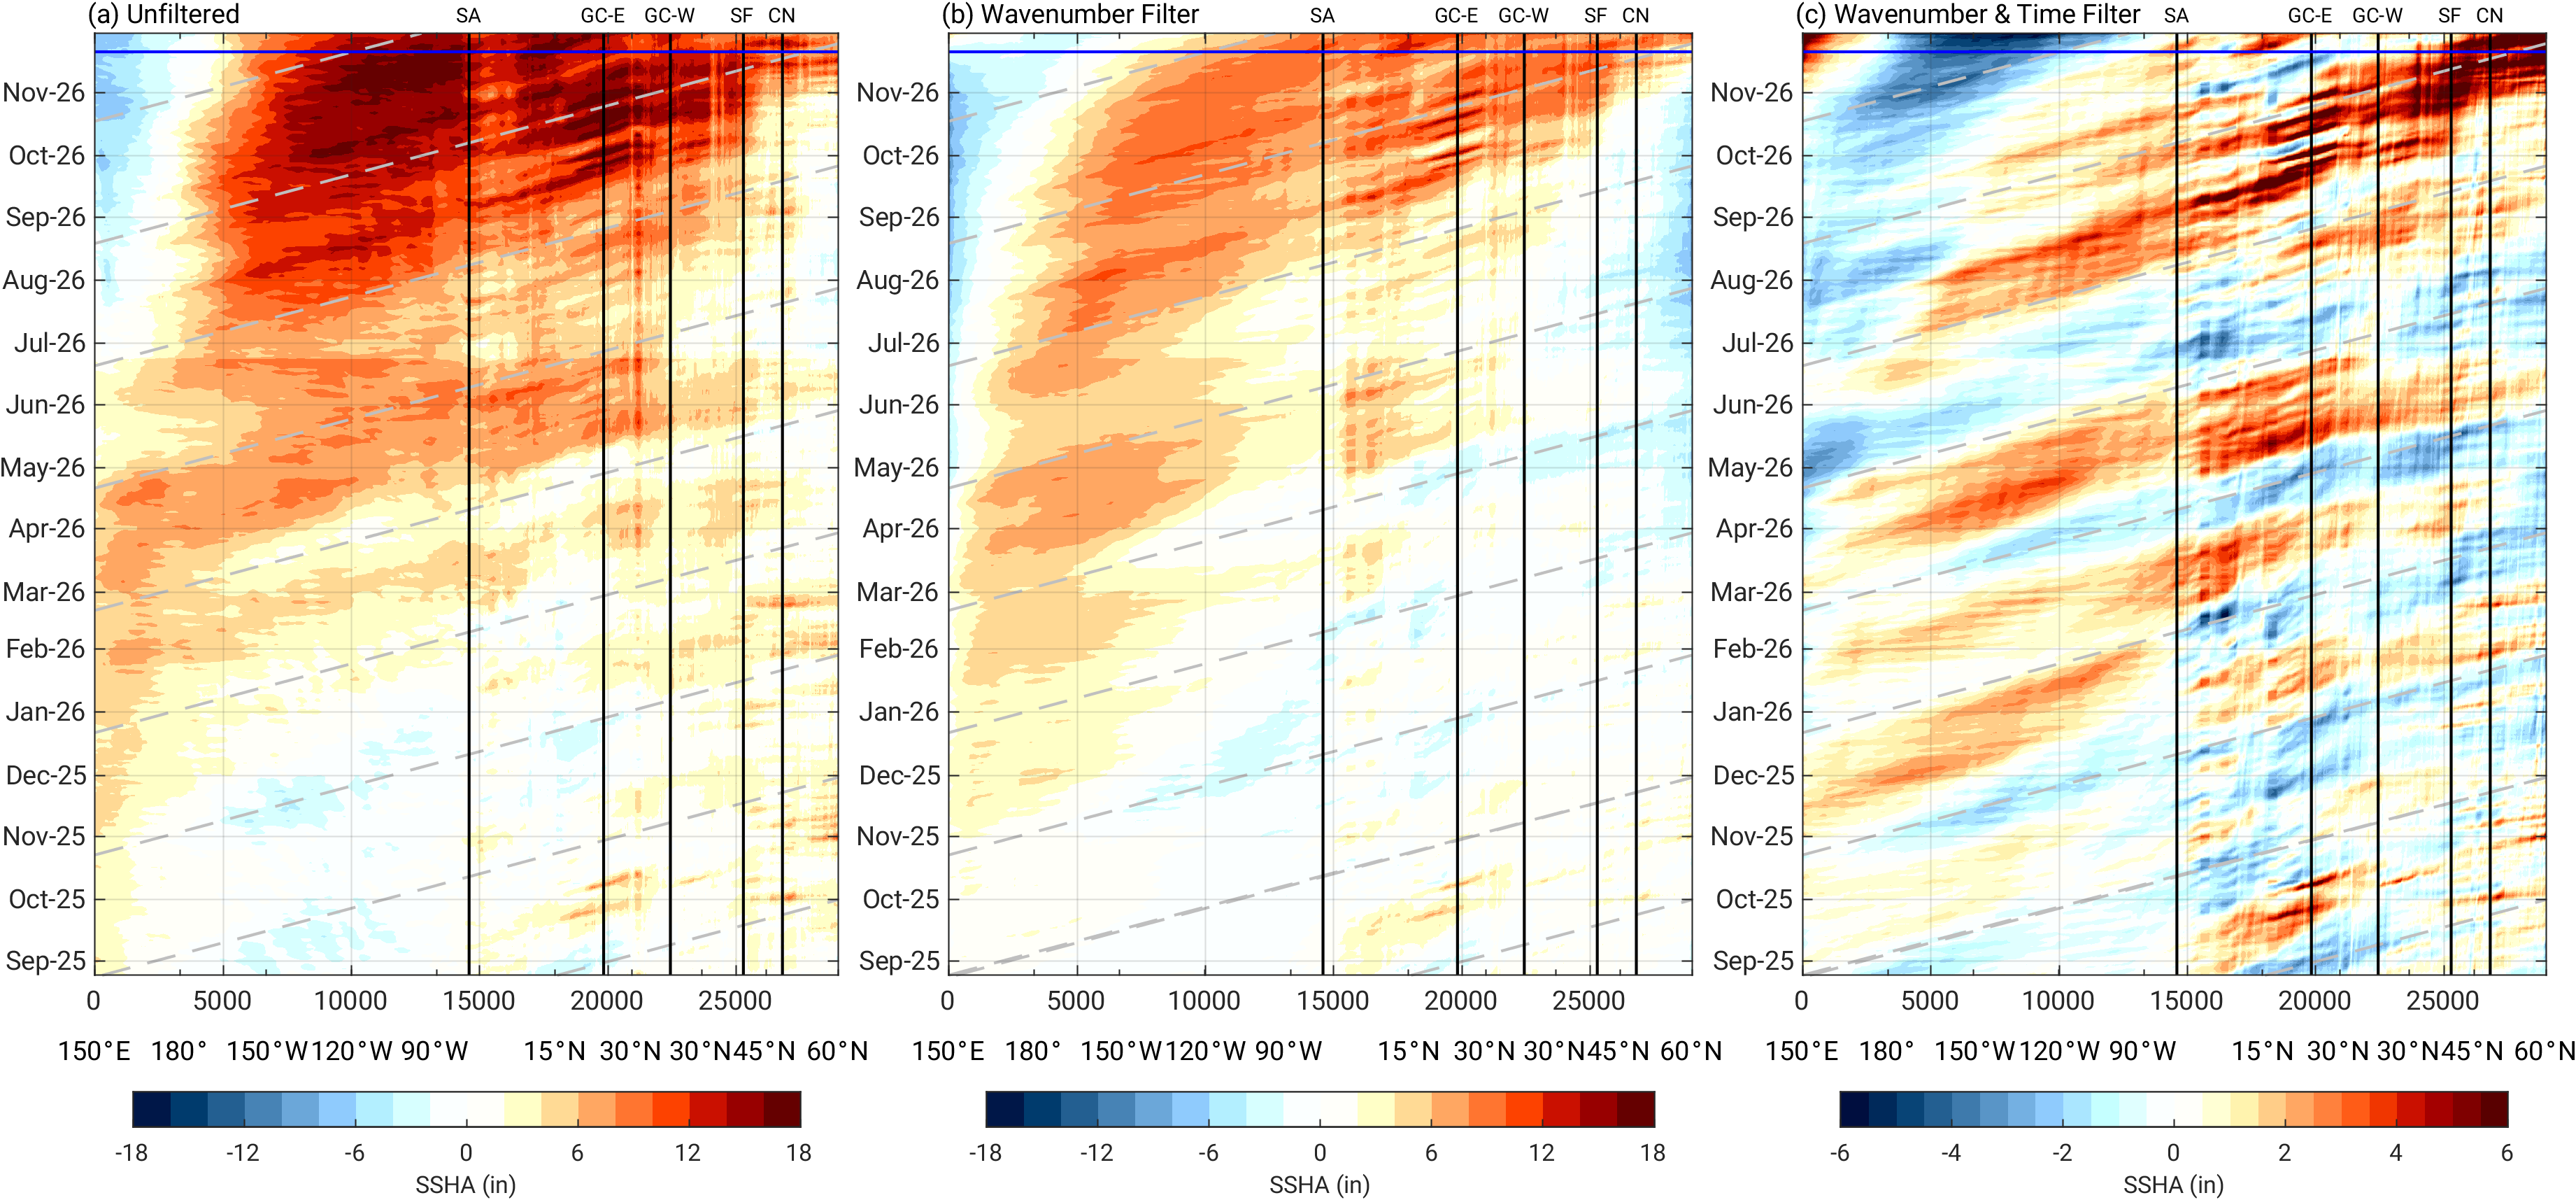 (a) Unfiltered SA GC-E GC-W SF CN
Nov-26
Oct-26
Sep-26
Aug-26
Jul-26
Jun-26
May-26
Apr-26
Mar-26
Feb-26
Jan-26
Dec-25
Nov-25
Oct-25
Sep-25
0 5000 10000 15000 20000 25000
150°E 180° 150°W 120°W 90°W 15°N 30°N 30°N 45°N 60°N
-18 -12 -6 0 6 12 18
SSHA (in)
(b) Wavenumber Filter SA GC-E GC-W SF CN
Nov-26
Oct-26
Sep-26
Aug-26
Jul-26
Jun-26
May-26
Apr-26
Mar-26
Feb-26
Jan-26
Dec-25
Nov-25
Oct-25
Sep-25
0 5000 10000 15000 20000 25000
150°E 180° 150°W 120°W 90°W 15°N 30°N 30°N 45°N 60°N
-18 -12 -6 0 6 12 18
SSHA (in)
(c) Wavenumber & Time Filter SA GC-E GC-W SF CN
Nov-26
Oct-26
Sep-26
Aug-26
Jul-26
Jun-26
May-26
Apr-26
Mar-26
Feb-26
Jan-26
Dec-25
Nov-25
Oct-25
Sep-25
0 5000 10000 15000 20000 25000
150°E 180° 150°W 120°W 90°W 15°N 30°N 30°N 45°N 60°N
-6 -4 -2 0 2 4 6
SSHA (in)